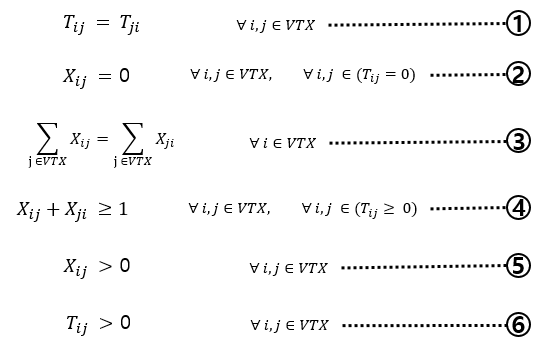 T_ij = T_ji ∀ i,j ∈ VTX ①
X_ij = 0 ∀ i,j ∈ VTX, ∀ i,j ∈ (T_ij = 0) ②
∑_{j ∈VTX} X_ij = ∑_{j ∈VTX} X_ji ∀ i ∈ VTX ③
X_ij + X_ji ≥ 1 ∀ i,j ∈ VTX, ∀ i,j ∈ (T_ij ≥ 0) ④
X_ij > 0 ∀ i,j ∈ VTX ⑤
T_ij > 0 ∀ i,j ∈ VTX ⑥